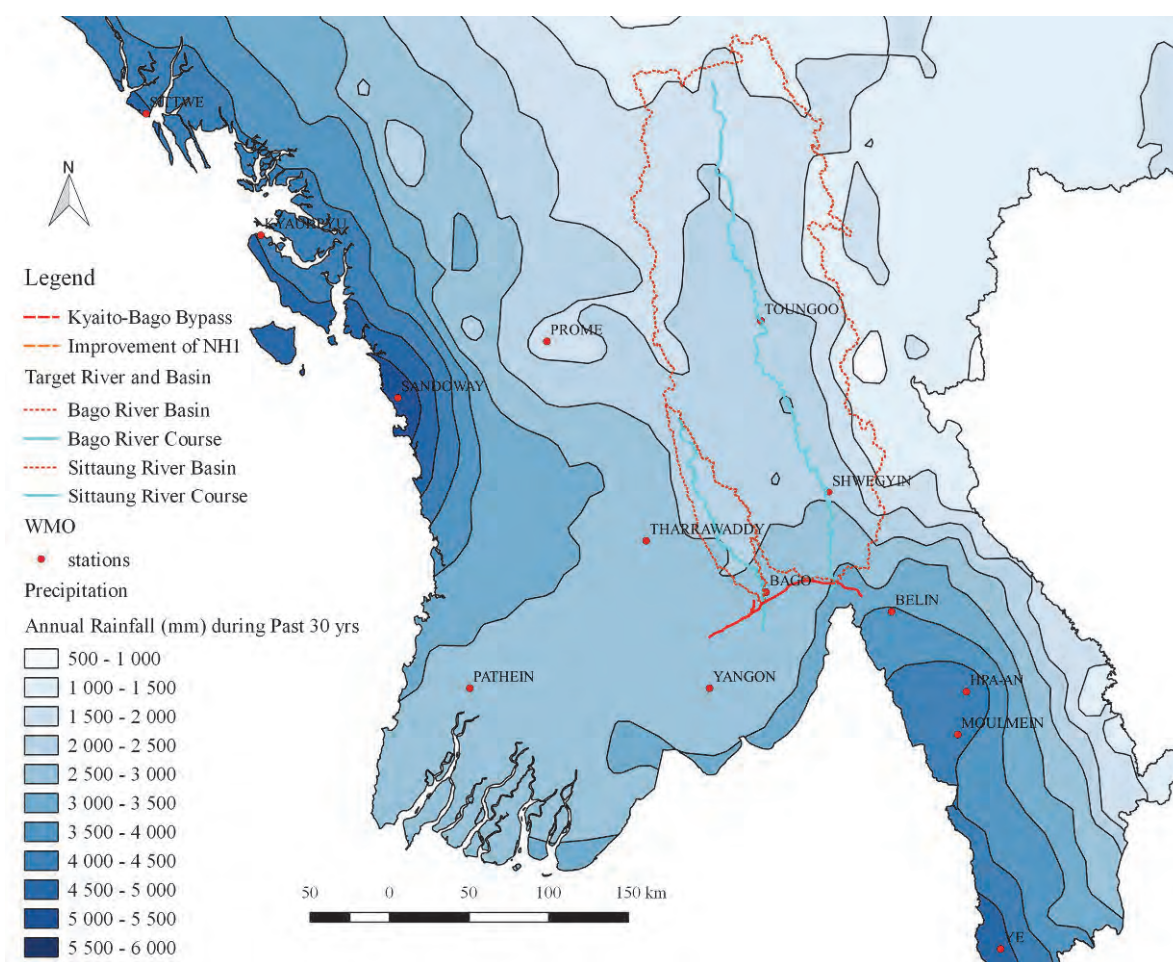 SITTWE
N
KYAUKPYU
Legend
Kyaito-Bago Bypass
Improvement of NH1
Target River and Basin
Bago River Basin
Bago River Course
Sittaung River Basin
Sittaung River Course
WMO
stations
Precipitation
Annual Rainfall (mm) during Past 30 yrs
500 - 1 000
1 000 - 1 500
1 500 - 2 000
2 000 - 2 500
2 500 - 3 000
3 000 - 3 500
3 500 - 4 000
4 000 - 4 500
4 500 - 5 000
5 000 - 5 500
5 500 - 6 000
TOUNGOO
PROME
SANDOWAY
SHWEGYIN
THARRAWADDY
BAGO
BELIN
PATHEIN
YANGON
HPA-AN
MOULMEIN
YE
50 0 50 100 150 km